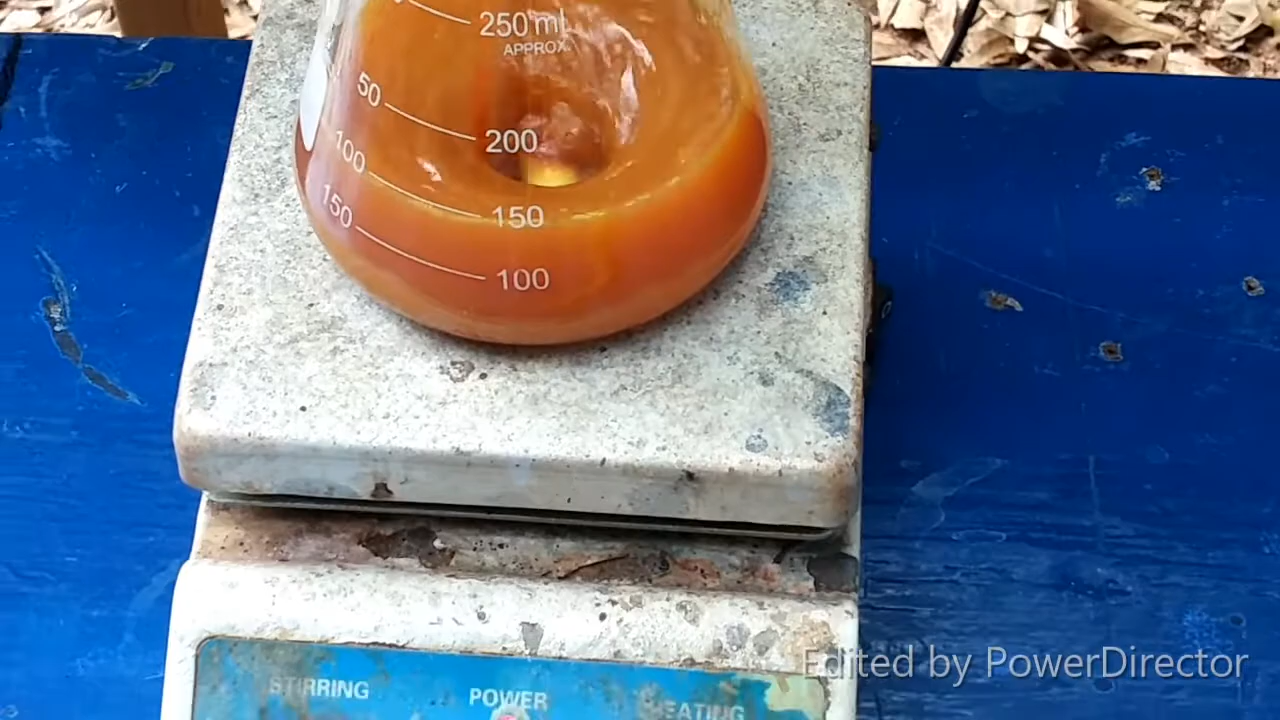 250 ml
APPROX.
50
200
100
150
150
100
STIRRING
POWER
HEATING
Edited by PowerDirector